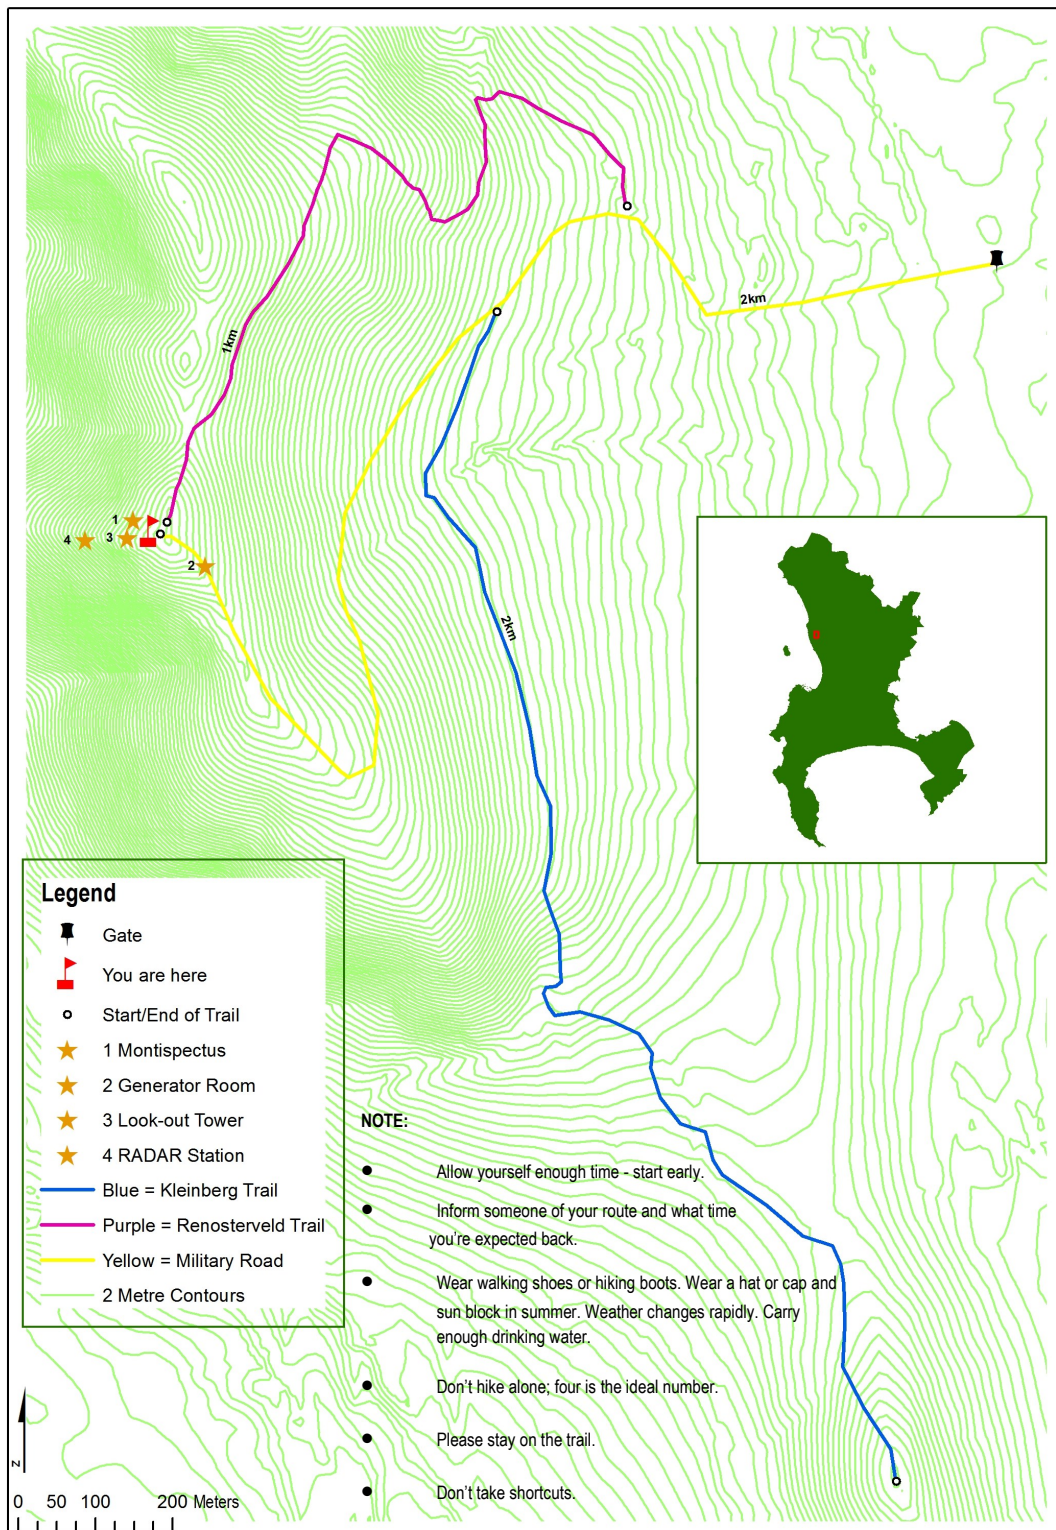 2km
1km
1
4
3
2
2km
Legend
Gate
You are here
Start/End of Trail
1 Montispectus
2 Generator Room
3 Look-out Tower
4 RADAR Station
Blue = Kleinberg Trail
Purple = Renosterveld Trail
Yellow = Military Road
2 Metre Contours
NOTE:
● Allow yourself enough time - start early.
● Inform someone of your route and what time
you're expected back.
● Wear walking shoes or hiking boots. Wear a hat or cap and
sun block in summer. Weather changes rapidly. Carry
enough drinking water.
● Don't hike alone; four is the ideal number.
● Please stay on the trail.
● Don't take shortcuts.
Z
0 50 100 200 Meters